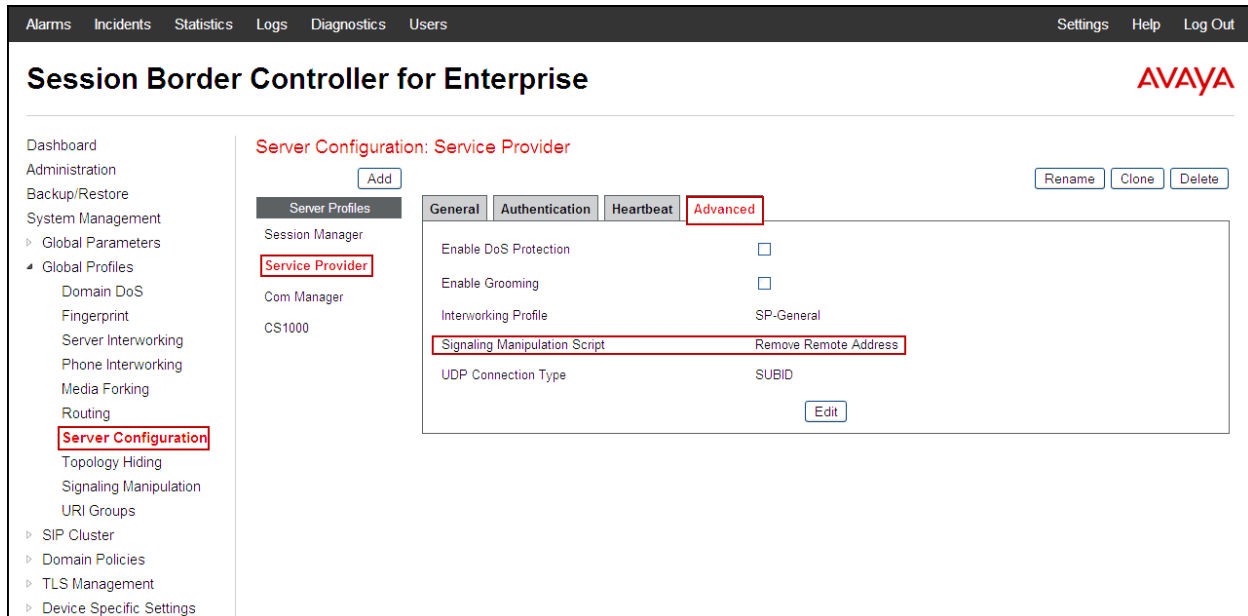 Alarms Incidents Statistics Logs Diagnostics Users Settings Help Log Out
Session Border Controller for Enterprise
AVAYA
Dashboard
Administration
Backup/Restore
System Management
Global Parameters
Global Profiles
Domain DoS
Fingerprint
Server Interworking
Phone Interworking
Media Forking
Routing
Server Configuration
Topology Hiding
Signaling Manipulation
URI Groups
SIP Cluster
Domain Policies
TLS Management
Device Specific Settings
Server Configuration: Service Provider
Add
Rename Clone Delete
Server Profiles
Session Manager
Service Provider
Com Manager
CS1000
General Authentication Heartbeat Advanced
Enable DoS Protection
Enable Grooming
Interworking Profile SP-General
Signaling Manipulation Script Remove Remote Address
UDP Connection Type SUBID
Edit